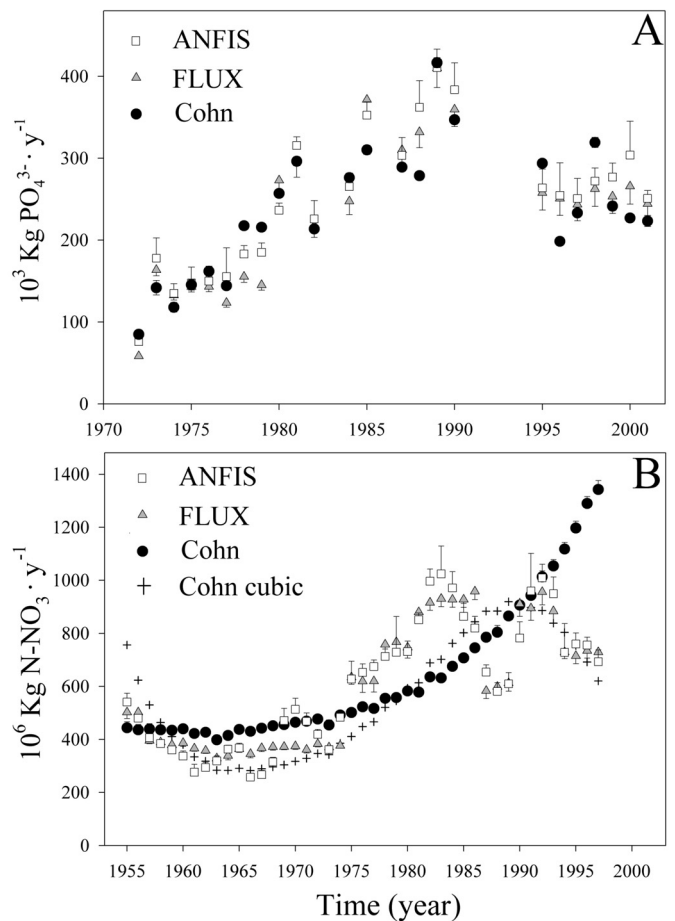 A
ANFIS
FLUX
Cohn
10³ Kg PO₄³⁻ · y⁻¹
400
300
200
100
0
1970 1975 1980 1985 1990 1995 2000
B
ANFIS
FLUX
Cohn
Cohn cubic
10⁶ Kg N-NO₃ · y⁻¹
1400
1200
1000
800
600
400
200
0
1955 1960 1965 1970 1975 1980 1985 1990 1995 2000
Time (year)